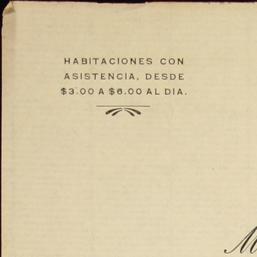 HABITACIONES CON
ASISTENCIA, DESDE
$3.00 A $6.00 AL DIA.
M